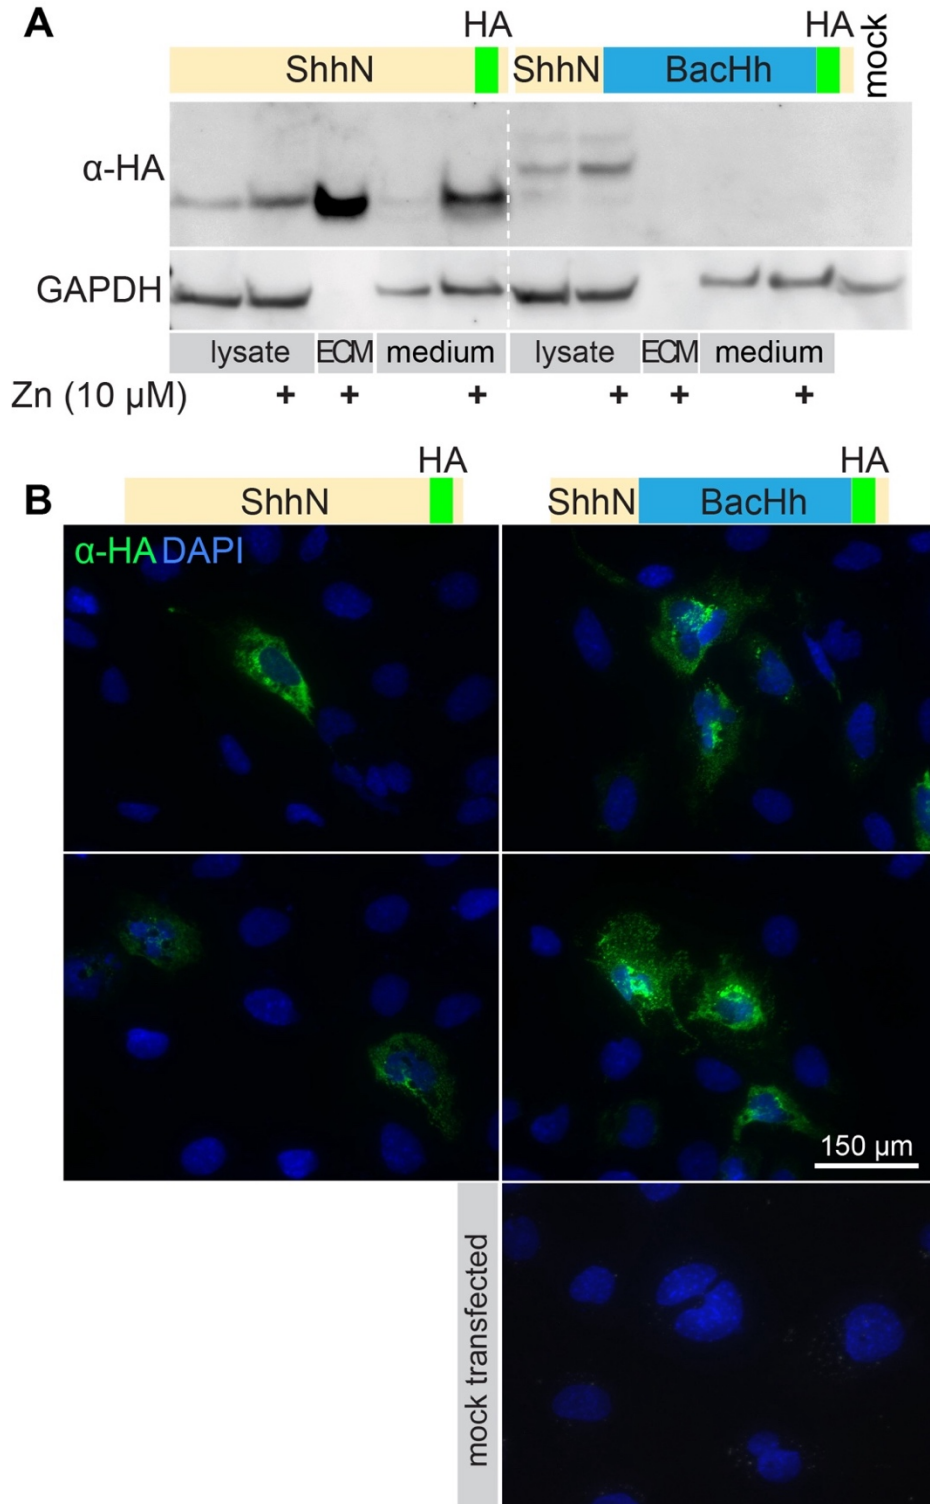 A
HA HA mock
ShhN ShhN BacHh
α-HA
GAPDH
lysate ECM medium lysate ECM medium
Zn (10 μM) + + + + + +
HA HA
B ShhN ShhN BacHh
α-HA DAPI
150 μm
mock transfected